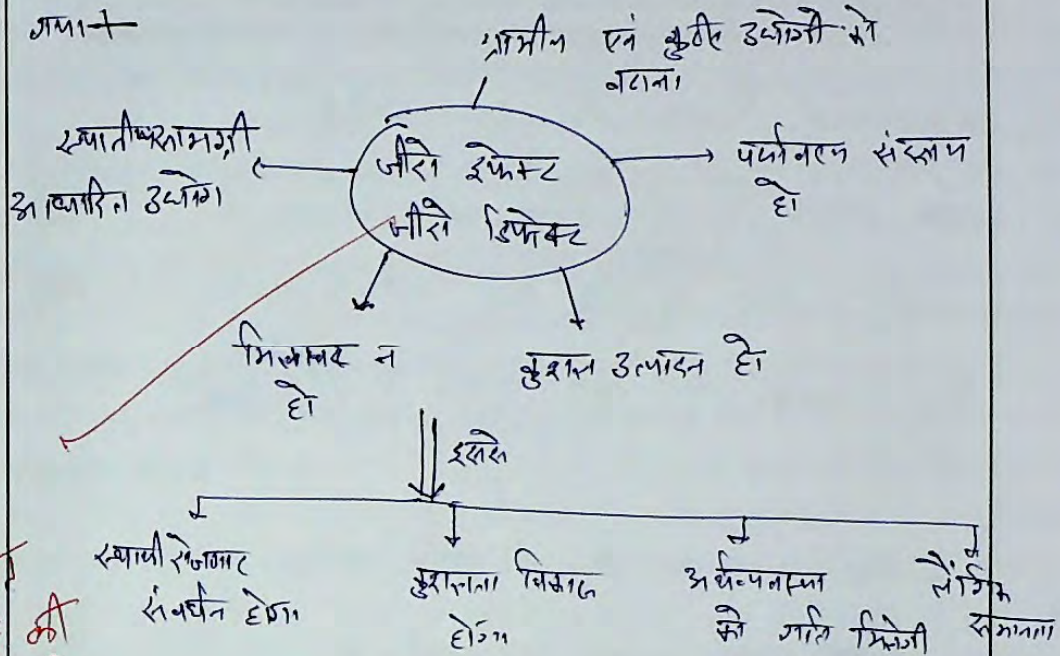 गया +
ग्रामीण एवं कुटीर उद्योगों को
बढाना
स्थानीय सामग्री
आधारित उद्योग
जीरो इफेक्ट
जीरो डिफेक्ट
पर्यावरण संरक्षण
हो
मिलावट न
हो
कुशल उत्पादन हो
इससे
स्थायी रोजगार
संवर्धन होगा
कुशलता विकास
होगा
अर्थव्यवस्था
को गति मिलेगी
लैंगिक
समानता
की